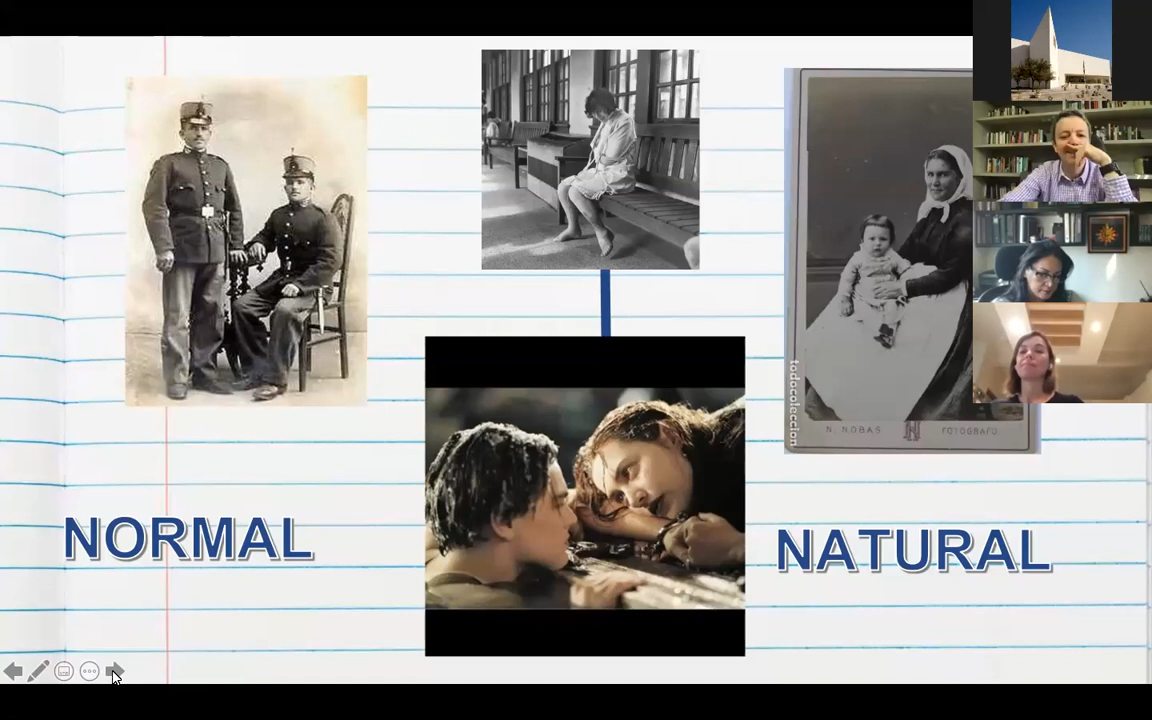 todocoleccion
N. NOBAS
N
FOTOGRAFO
NORMAL
NATURAL